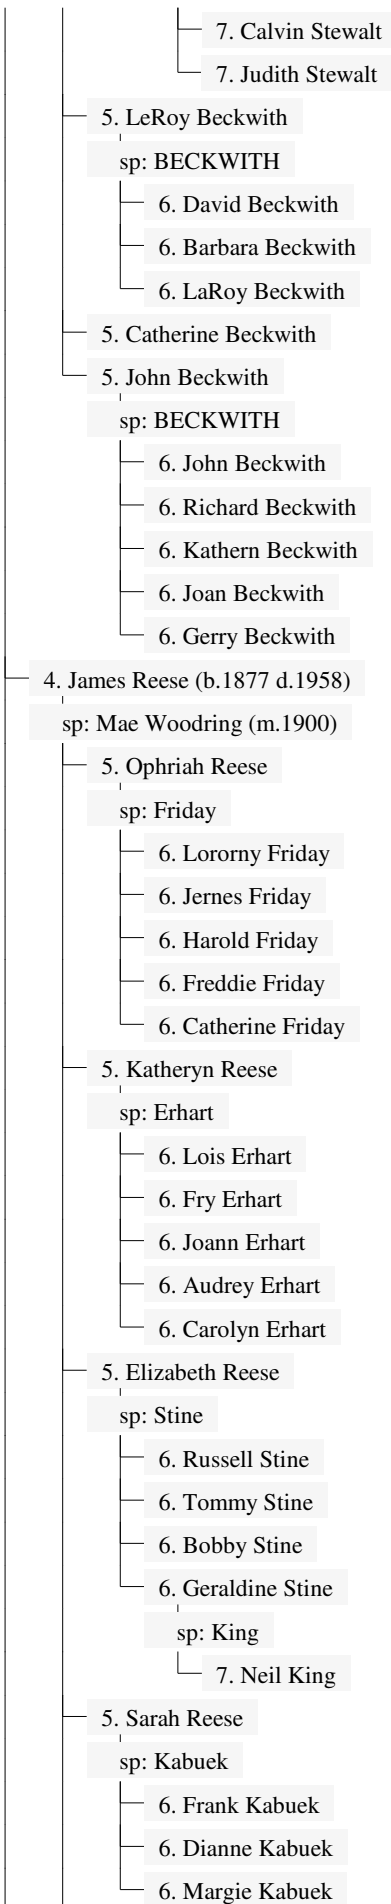 7. Calvin Stewalt
7. Judith Stewalt
5. LeRoy Beckwith
sp: BECKWITH
6. David Beckwith
6. Barbara Beckwith
6. LaRoy Beckwith
5. Catherine Beckwith
5. John Beckwith
sp: BECKWITH
6. John Beckwith
6. Richard Beckwith
6. Kathern Beckwith
6. Joan Beckwith
6. Gerry Beckwith
4. James Reese (b.1877 d.1958)
sp: Mae Woodring (m.1900)
5. Ophriah Reese
sp: Friday
6. Lororny Friday
6. Jernes Friday
6. Harold Friday
6. Freddie Friday
6. Catherine Friday
5. Katheryn Reese
sp: Erhart
6. Lois Erhart
6. Fry Erhart
6. Joann Erhart
6. Audrey Erhart
6. Carolyn Erhart
5. Elizabeth Reese
sp: Stine
6. Russell Stine
6. Tommy Stine
6. Bobby Stine
6. Geraldine Stine
sp: King
7. Neil King
5. Sarah Reese
sp: Kabuek
6. Frank Kabuek
6. Dianne Kabuek
6. Margie Kabuek